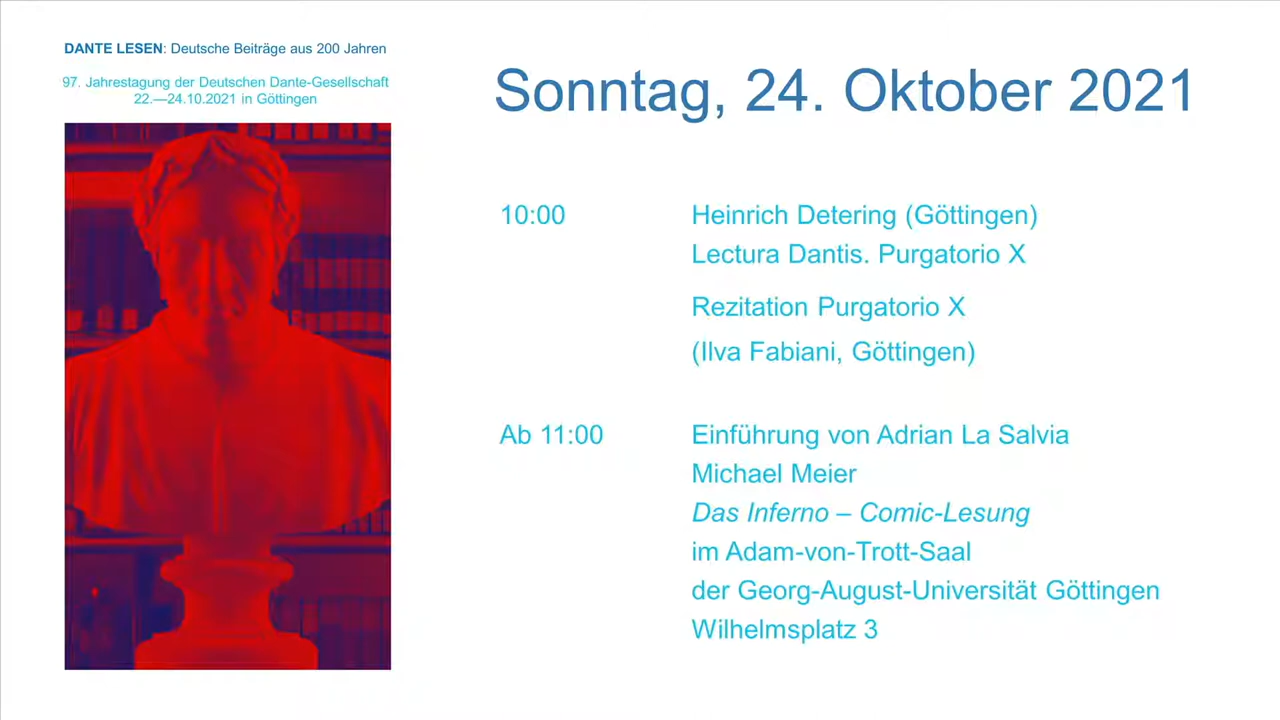 DANTE LESEN: Deutsche Beiträge aus 200 Jahren
97. Jahrestagung der Deutschen Dante-Gesellschaft
22.—24.10.2021 in Göttingen
Sonntag, 24. Oktober 2021
10:00 Heinrich Detering (Göttingen)
Lectura Dantis. Purgatorio X
Rezitation Purgatorio X
(Ilva Fabiani, Göttingen)
Ab 11:00 Einführung von Adrian La Salvia
Michael Meier
Das Inferno – Comic-Lesung
im Adam-von-Trott-Saal
der Georg-August-Universität Göttingen
Wilhelmsplatz 3